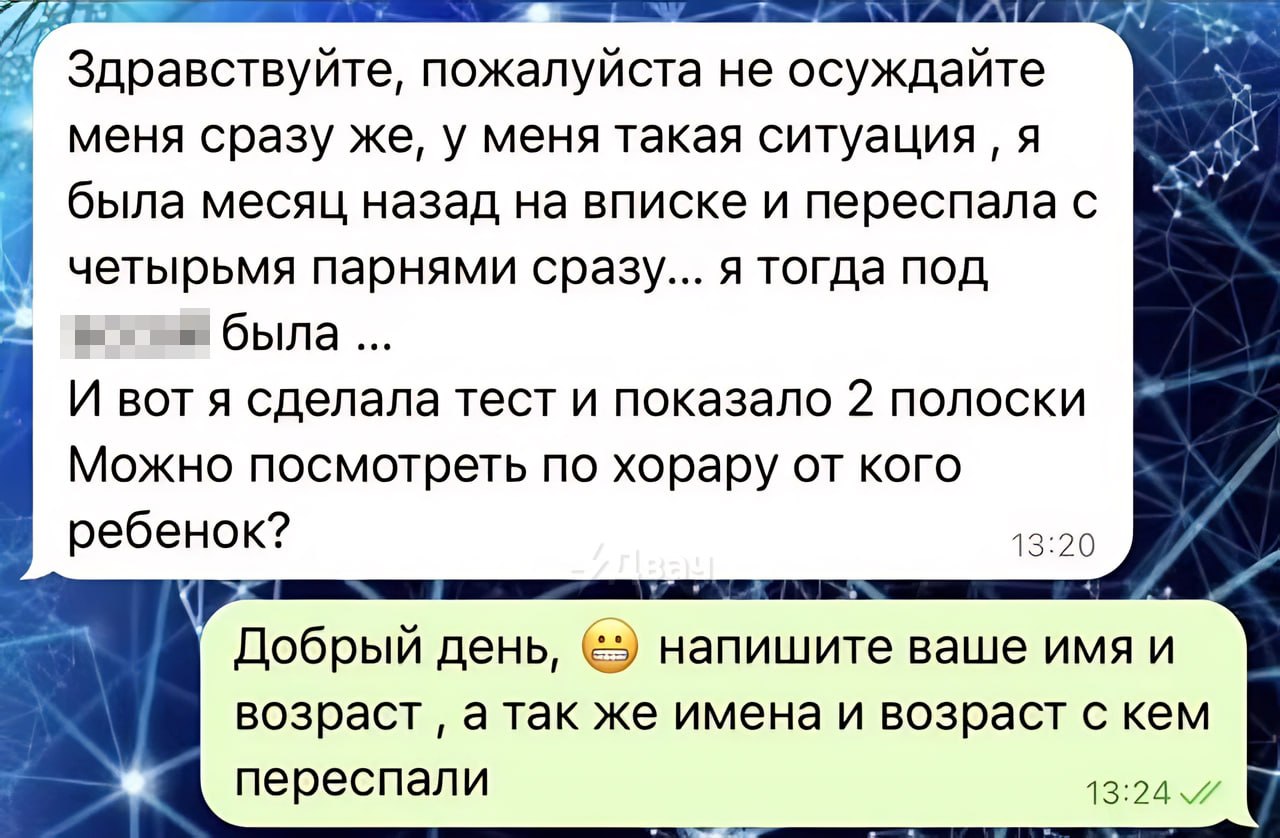 Здравствуйте, пожалуйста не осуждайте
меня сразу же, у меня такая ситуация , я
была месяц назад на вписке и переспала с
четырьмя парнями сразу... я тогда под
была ...
И вот я сделала тест и показало 2 полоски
Можно посмотреть по хорару от кого
ребенок?
13:20
Двач
Добрый день, 😬 напишите ваше имя и
возраст , а так же имена и возраст с кем
переспали
13:24